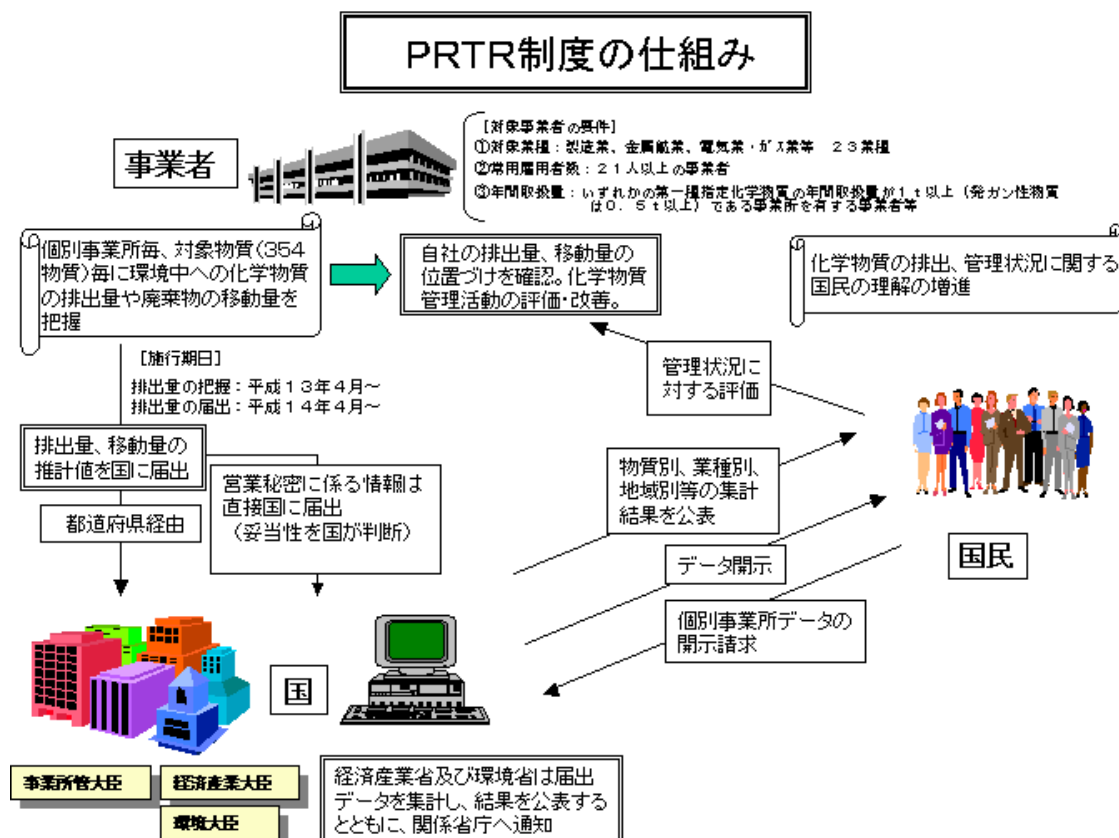 PRTR制度の仕組み
事業者
[対象事業者の要件]
①対象業種：製造業、金属鉱業、電気業・ガス業等　23業種
②常用雇用者数：21人以上の事業者
③年間取扱量：いずれかの第一種指定化学物質の年間取扱量が1t以上（発ガン性物質
は0.5t以上）である事業所を有する事業者等
個別事業所毎、対象物質(354
物質)毎に環境中への化学物質
の排出量や廃棄物の移動量を
把握
自社の排出量、移動量の
位置づけを確認。化学物質
管理活動の評価・改善。
化学物質の排出、管理状況に関する
国民の理解の増進
[施行期日]
排出量の把握：平成13年4月～
排出量の届出：平成14年4月～
管理状況に
対する評価
排出量、移動量の
推計値を国に届出
営業秘密に係る情報は
直接国に届出
（妥当性を国が判断）
都道府県経由
物質別、業種別、
地域別等の集計
結果を公表
データ開示
国民
個別事業所データの
開示請求
国
事業所管大臣
経済産業大臣
環境大臣
経済産業省及び環境省は届出
データを集計し、結果を公表する
とともに、関係省庁へ通知